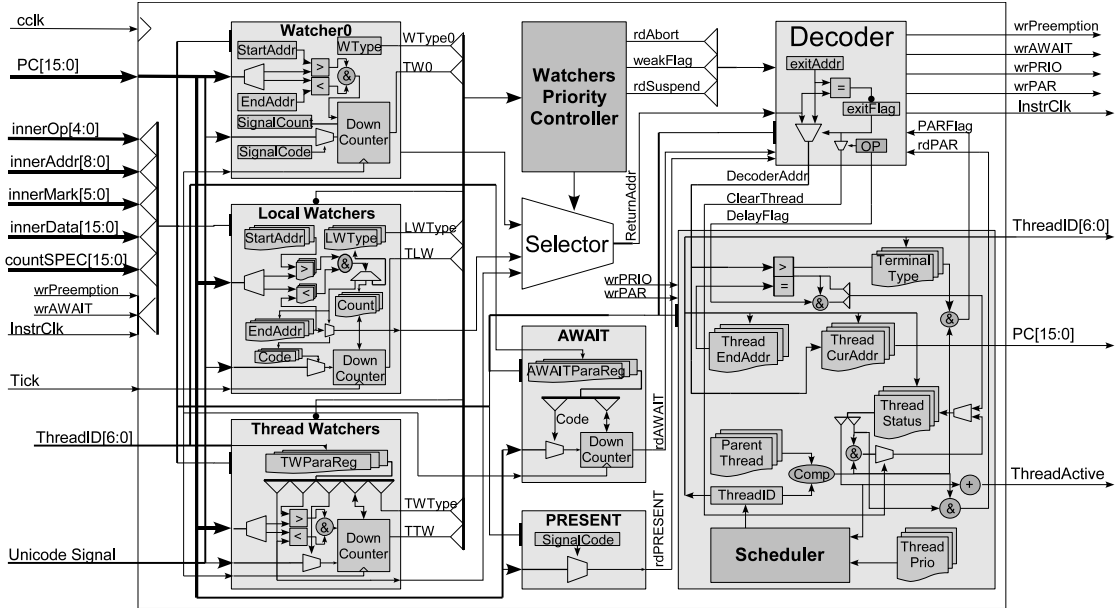 cclk
PC[15:0]
innerOp[4:0]
innerAddr[8:0]
innerMark[5:0]
innerData[15:0]
countSPEC[15:0]
wrPreemption
wrAWAIT
InstrClk
Tick
ThreadID[6:0]
Unicode Signal
Watcher0
StartAddr
WType
>
<
&
EndAddr
SignalCount
SignalCode
Down
Counter
WType0
TW0
Local Watchers
StartAddr
LWType
>
<
&
Count
EndAddr
Code
Down
Counter
LWType
TLW
Thread Watchers
TWParaReg
>
<
&
Down
Counter
TWType
TTW
Watchers
Priority
Controller
rdAbort
weakFlag
rdSuspend
Selector
ReturnAddr
AWAIT
AWAITParaReg
Code
Down
Counter
rdAWAIT
PRESENT
SignalCode
rdPRESENT
Decoder
exitAddr
=
exitFlag
OP
DecoderAddr
ClearThread
DelayFlag
wrPRIO
wrPAR
>
=
&
Terminal
Type
&
Thread
EndAddr
Thread
CurAddr
Thread
Status
&
Parent
Thread
Comp
ThreadID
+
&
Scheduler
Thread
Prio
wrPreemption
wrAWAIT
wrPRIO
wrPAR
InstrClk
PARFlag
rdPAR
ThreadID[6:0]
PC[15:0]
ThreadActive